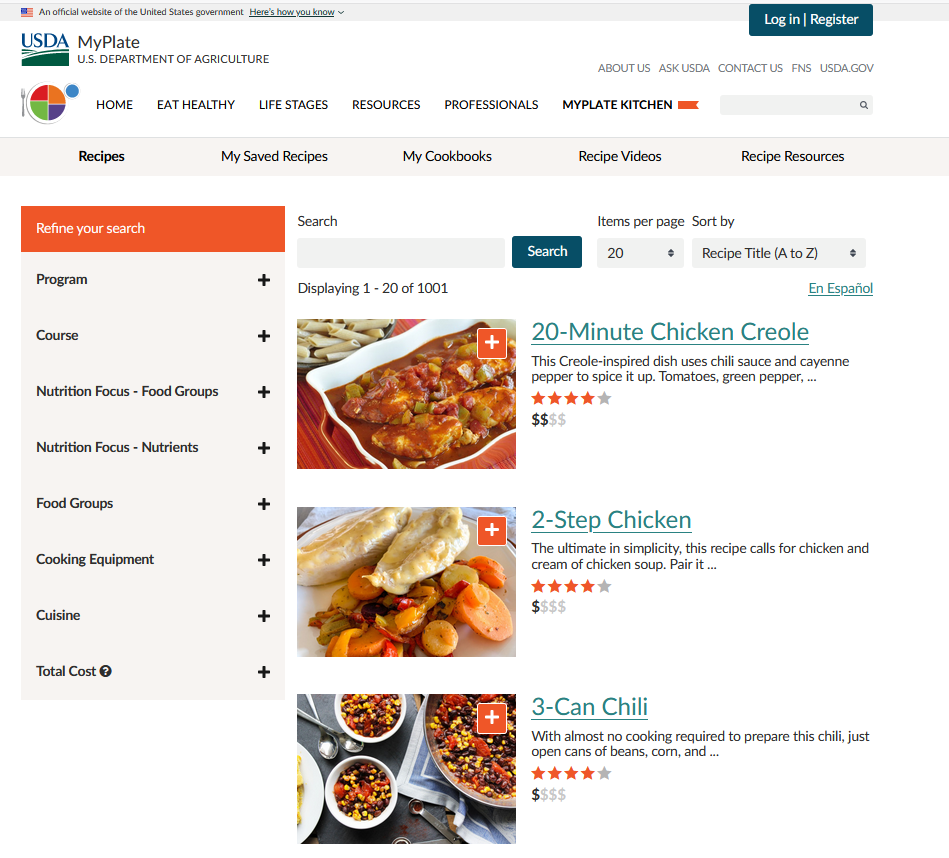 An official website of the United States government Here's how you know
Log in | Register
USDA MyPlate
U.S. DEPARTMENT OF AGRICULTURE
ABOUT US ASK USDA CONTACT US FNS USDA.GOV
HOME EAT HEALTHY LIFE STAGES RESOURCES PROFESSIONALS MYPLATE KITCHEN
Recipes My Saved Recipes My Cookbooks Recipe Videos Recipe Resources
Refine your search
Program
Course
Nutrition Focus - Food Groups
Nutrition Focus - Nutrients
Food Groups
Cooking Equipment
Cuisine
Total Cost
Search
Items per page Sort by
Search
20
Recipe Title (A to Z)
Displaying 1 - 20 of 1001
En Español
20-Minute Chicken Creole
This Creole-inspired dish uses chili sauce and cayenne
pepper to spice it up. Tomatoes, green pepper, ...
$$$$
2-Step Chicken
The ultimate in simplicity, this recipe calls for chicken and
cream of chicken soup. Pair it ...
$$$$
3-Can Chili
With almost no cooking required to prepare this chili, just
open cans of beans, corn, and ...
$$$$